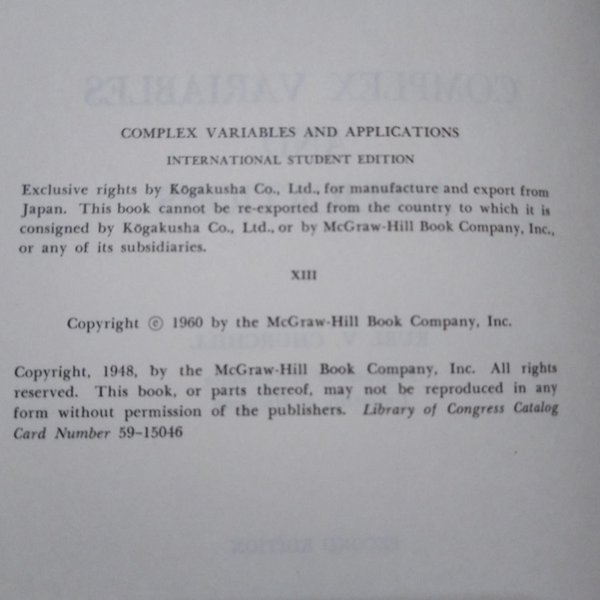 COMPLEX VARIABLES AND APPLICATIONS
INTERNATIONAL STUDENT EDITION
Exclusive rights by Kōgakusha Co., Ltd., for manufacture and export from
Japan. This book cannot be re-exported from the country to which it is
consigned by Kōgakusha Co., Ltd., or by McGraw-Hill Book Company, Inc.,
or any of its subsidiaries.
XIII
Copyright © 1960 by the McGraw-Hill Book Company, Inc.
Copyright, 1948, by the McGraw-Hill Book Company, Inc. All rights
reserved. This book, or parts thereof, may not be reproduced in any
form without permission of the publishers. Library of Congress Catalog
Card Number 59-15046